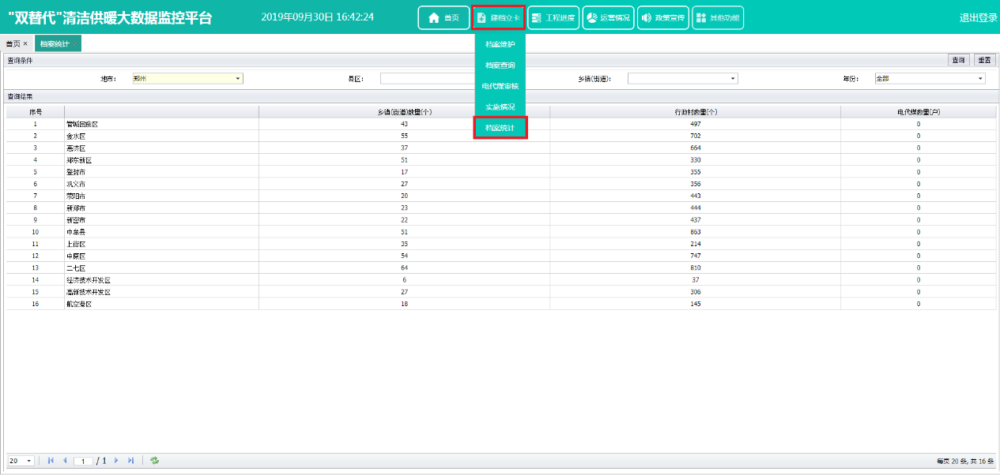 "双替代"清洁供暖大数据监控平台 2019年09月30日 16:42:24 首页 建档立卡 工程进度 运营情况 政策宣传 其他功能 退出登录
首页 × 档案统计 ×
档案维护
档案查询
电代煤审核
实施情况
档案统计
查询条件 查询 重置
地市: 郑州 县区: 乡镇(街道): 年份: 全部
查询结果
序号 乡镇(街道)数量(个) 行政村数量(个) 电代煤数量(户)
1 管城回族区 43 497 0
2 金水区 55 702 0
3 惠济区 37 664 0
4 郑东新区 51 330 0
5 登封市 17 355 0
6 巩义市 27 356 0
7 荥阳市 20 443 0
8 新郑市 23 444 0
9 新密市 22 437 0
10 中牟县 51 863 0
11 上街区 35 214 0
12 中原区 54 747 0
13 二七区 64 810 0
14 经济技术开发区 6 37 0
15 高新技术开发区 27 306 0
16 航空港区 18 145 0
20 1 / 1 每页 20 条, 共 16 条